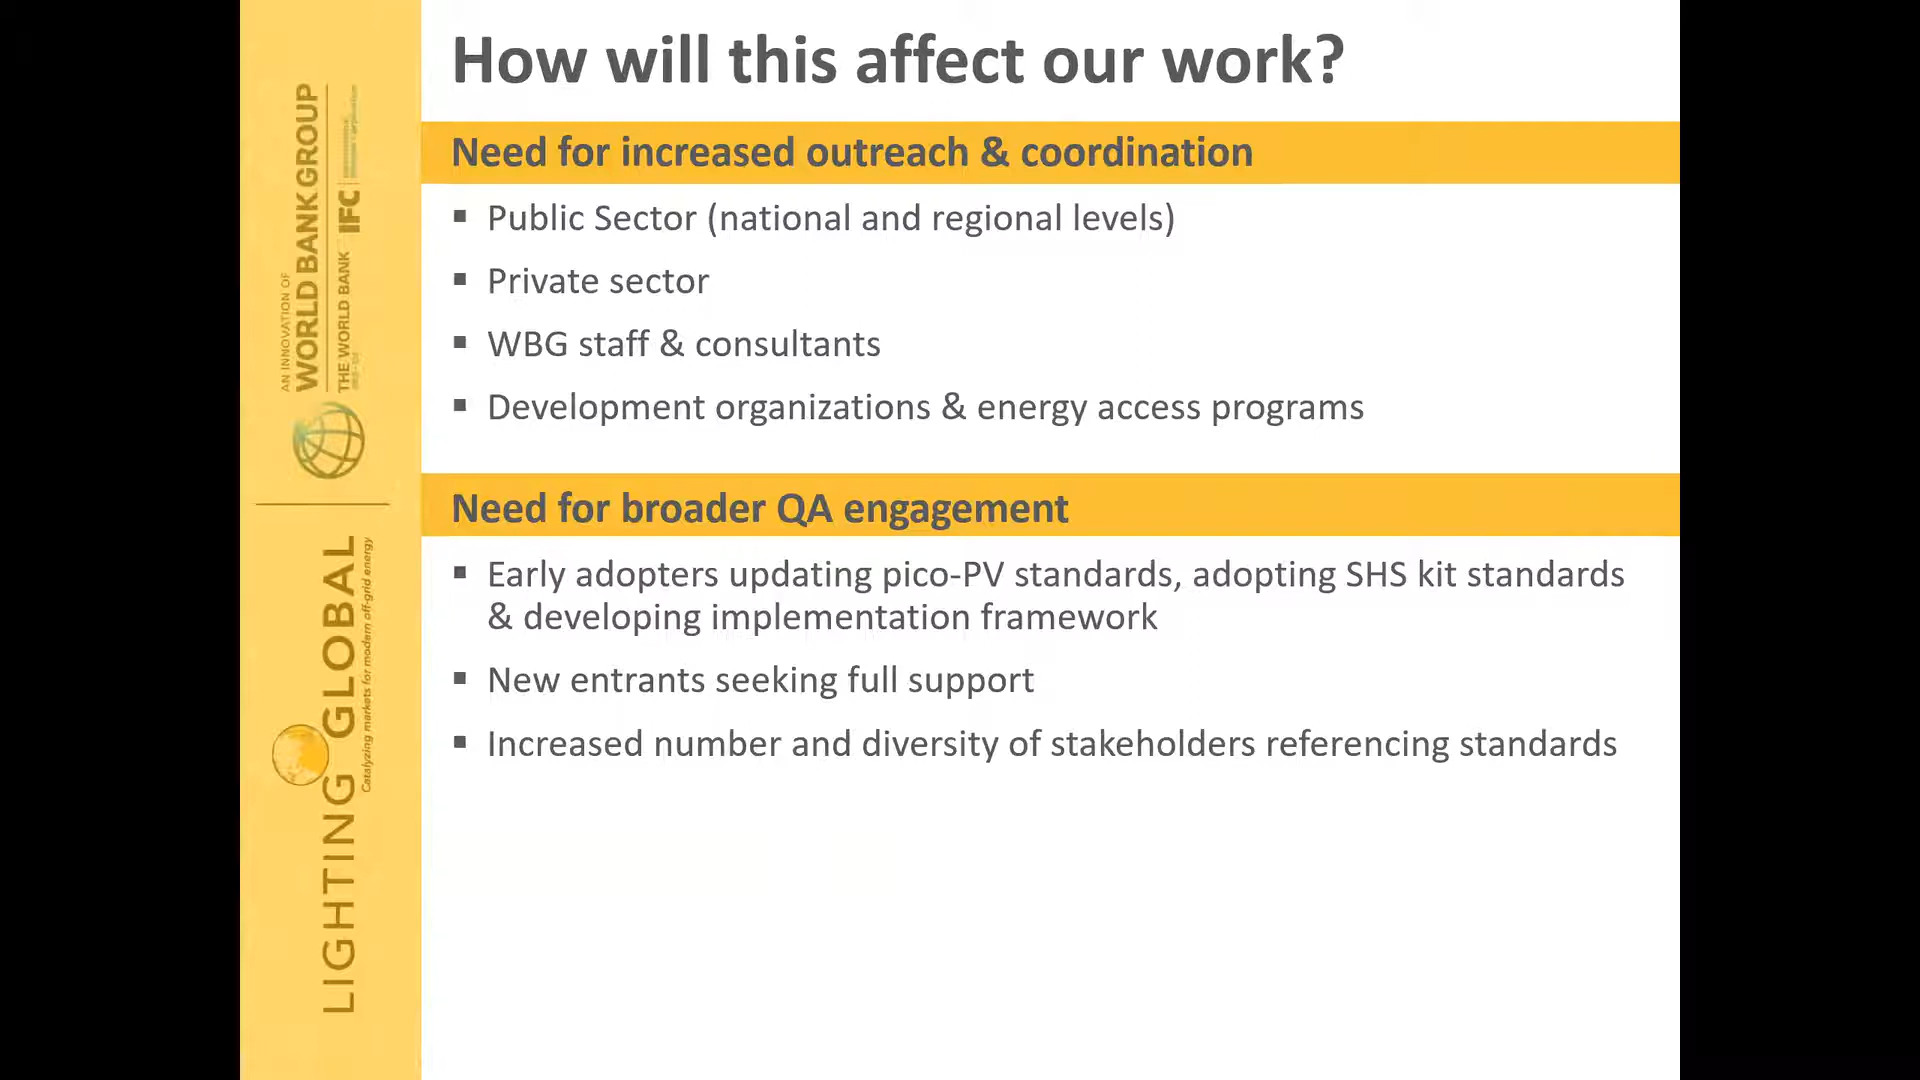 How will this affect our work?
Need for increased outreach & coordination
▪ Public Sector (national and regional levels)
▪ Private sector
▪ WBG staff & consultants
▪ Development organizations & energy access programs
Need for broader QA engagement
▪ Early adopters updating pico-PV standards, adopting SHS kit standards
& developing implementation framework
▪ New entrants seeking full support
▪ Increased number and diversity of stakeholders referencing standards
LIGHTING GLOBAL
Catalyzing markets for modern off-grid energy
AN INNOVATION OF
WORLD BANK GROUP
THE WORLD BANK
IFC